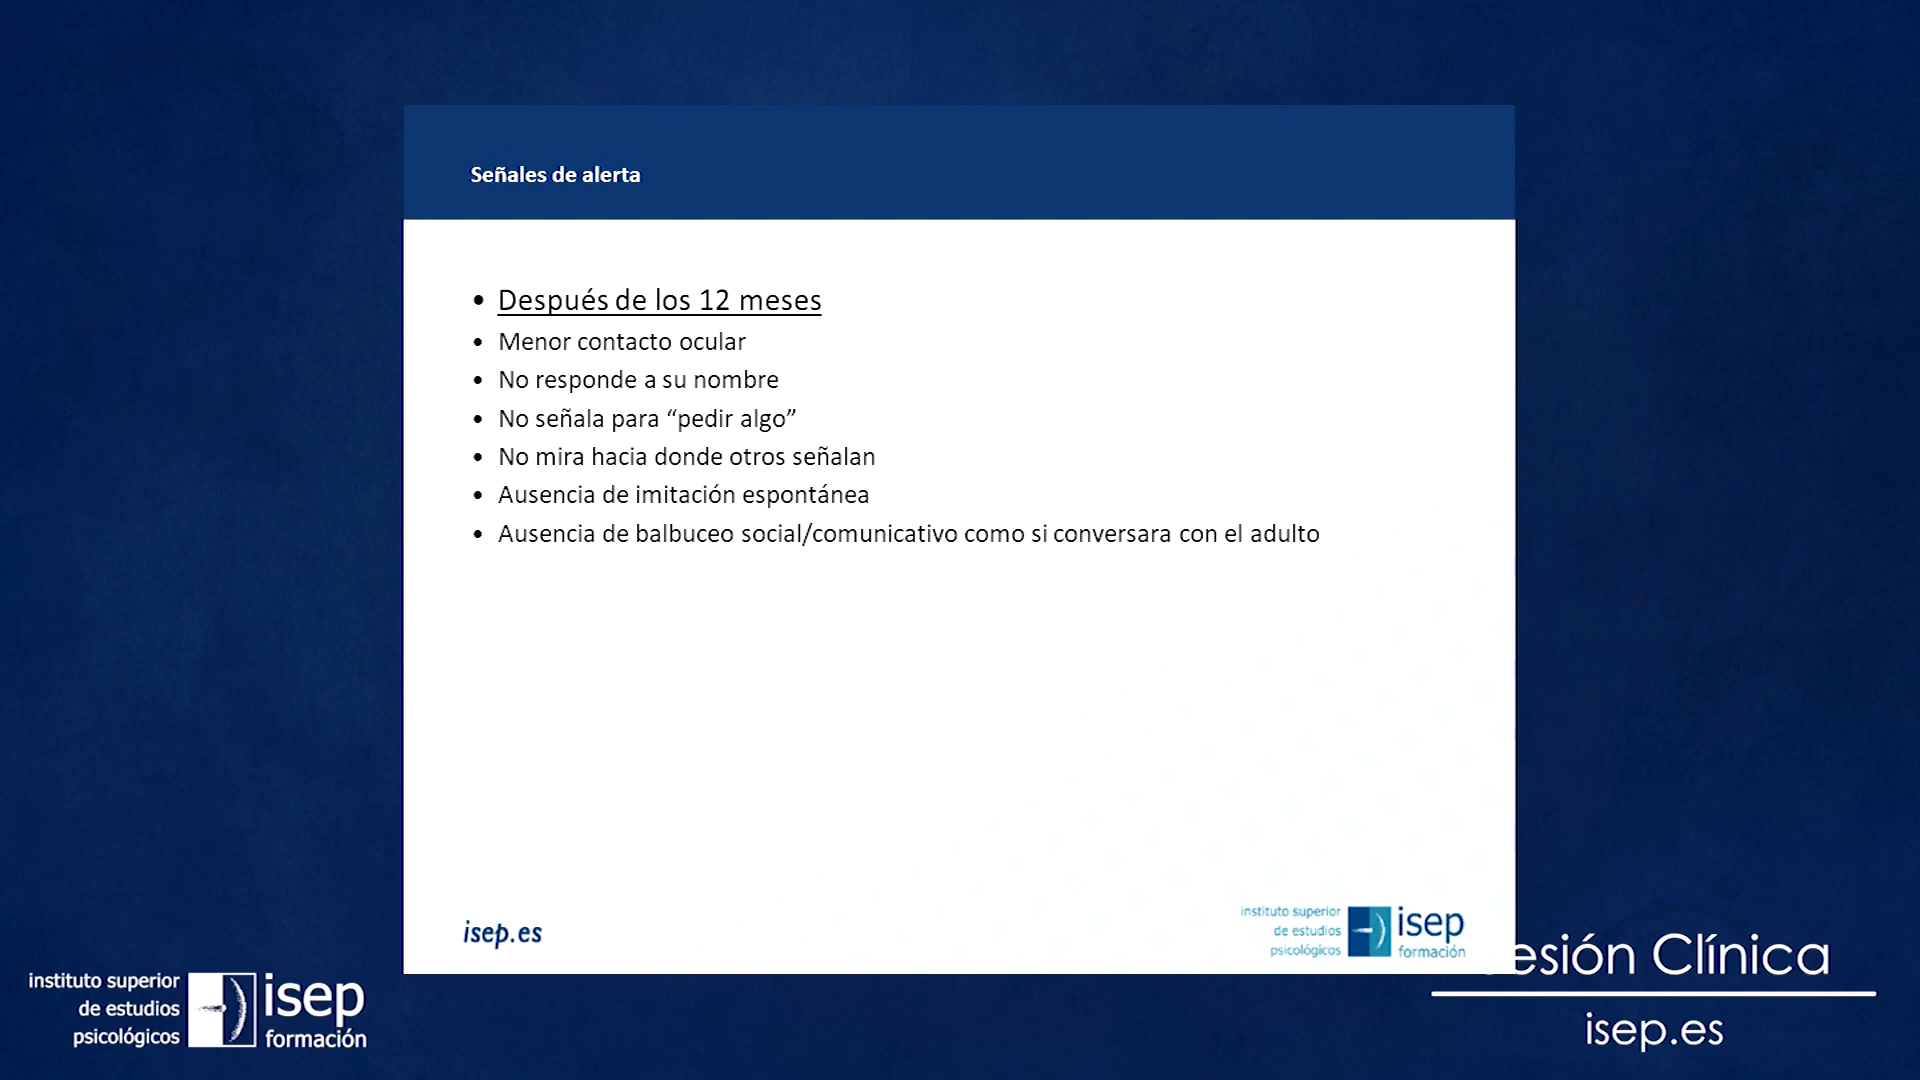 Señales de alerta
• Después de los 12 meses
• Menor contacto ocular
• No responde a su nombre
• No señala para “pedir algo”
• No mira hacia donde otros señalan
• Ausencia de imitación espontánea
• Ausencia de balbuceo social/comunicativo como si conversara con el adulto
isep.es
instituto superior
de estudios
psicológicos
isep
formación
instituto superior
de estudios
psicológicos
isep
formación
esión Clínica
isep.es